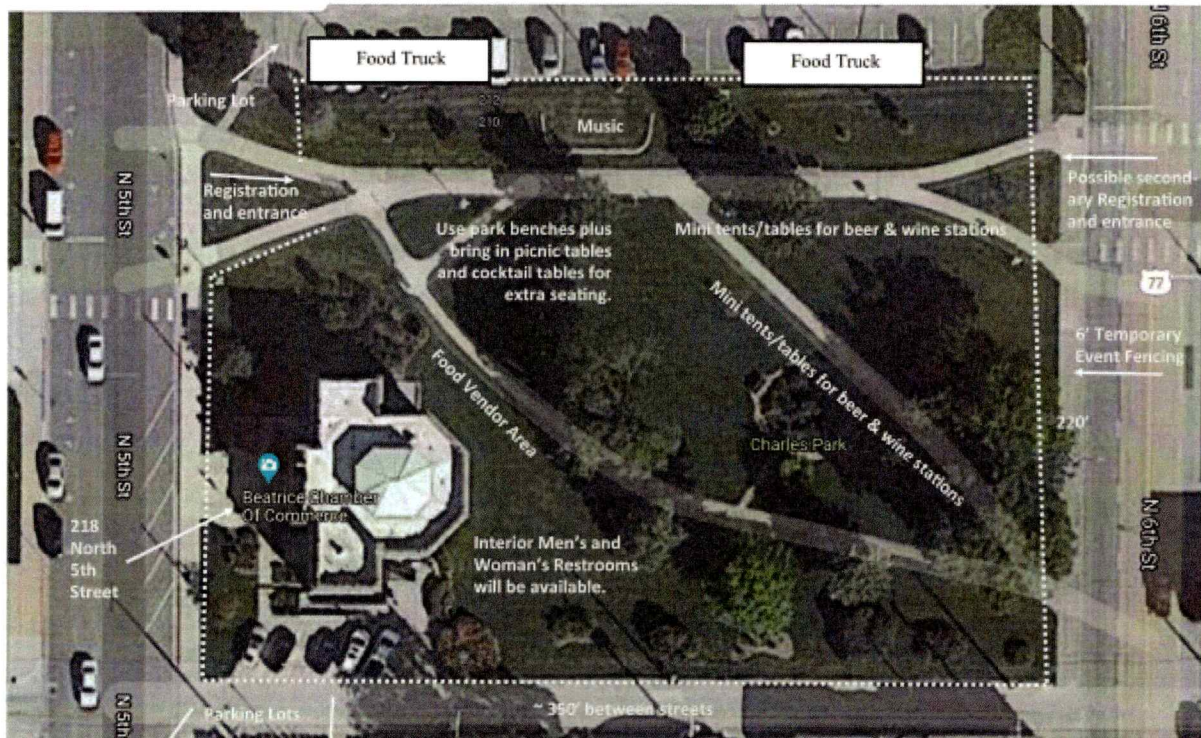 Food Truck
Food Truck
N 6th St
Parking Lot
212
210
Music
N 5th St
Registration
and entrance
Possible second-
ary Registration
and entrance
Use park benches plus
bring in picnic tables
and cocktail tables for
extra seating.
Mini tents/tables for beer & wine stations
77
Mini tents/tables for beer & wine stations
6' Temporary
Event Fencing
Food Vendor Area
220'
Charles Park
N 5th St
Beatrice Chamber
Of Commerce
218
North
5th
Street
Interior Men's and
Woman's Restrooms
will be available.
N 6th St
N 5th St
Parking Lots
~ 350' between streets